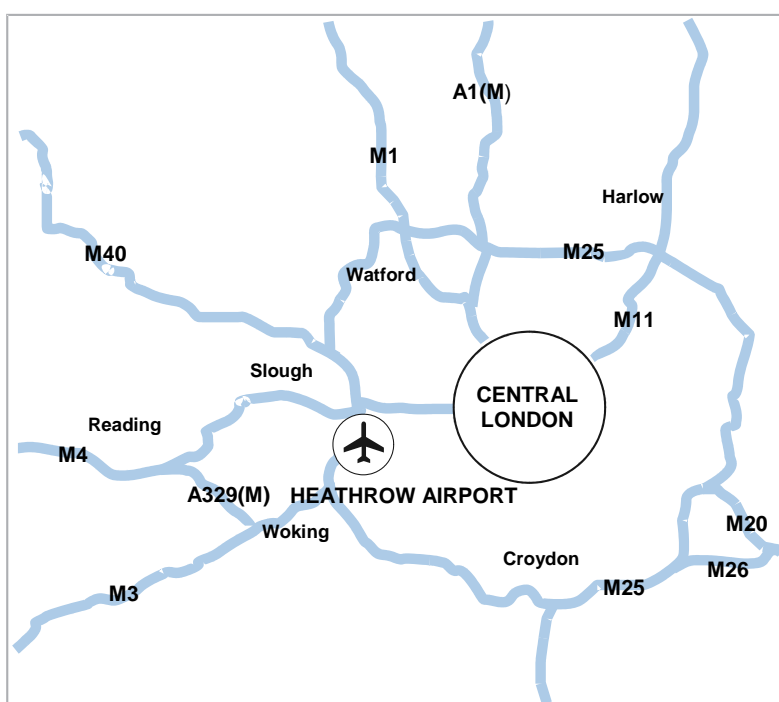 A1(M)
M1
Harlow
M40
M25
Watford
M11
Slough
CENTRAL
LONDON
Reading
M4
A329(M)
HEATHROW AIRPORT
M20
Woking
Croydon
M26
M25
M3